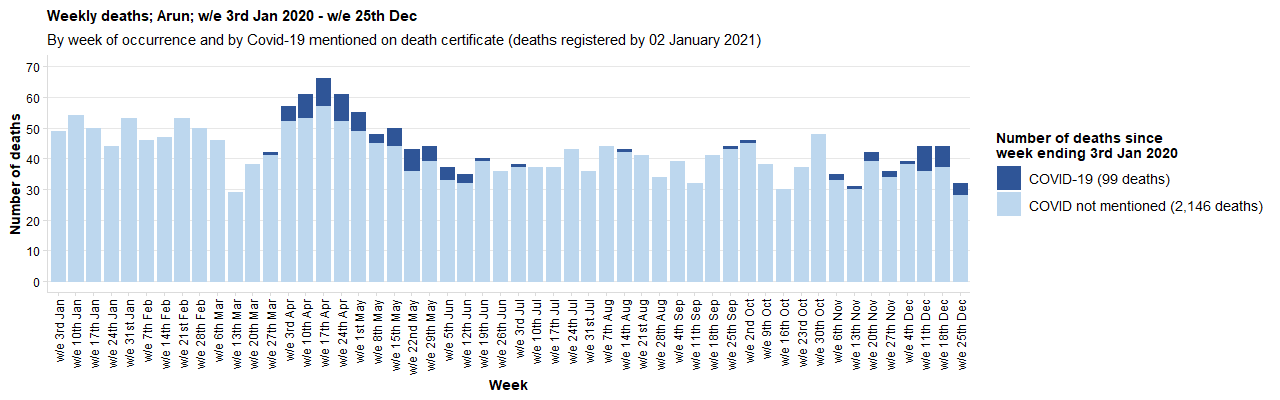 Weekly deaths; Arun; w/e 3rd Jan 2020 - w/e 25th Dec
By week of occurrence and by Covid-19 mentioned on death certificate (deaths registered by 02 January 2021)
Number of deaths
70
60
50
40
30
20
10
0
w/e 3rd Jan
w/e 10th Jan
w/e 17th Jan
w/e 24th Jan
w/e 31st Jan
w/e 7th Feb
w/e 14th Feb
w/e 21st Feb
w/e 28th Feb
w/e 6th Mar
w/e 13th Mar
w/e 20th Mar
w/e 27th Mar
w/e 3rd Apr
w/e 10th Apr
w/e 17th Apr
w/e 24th Apr
w/e 1st May
w/e 8th May
w/e 15th May
w/e 22nd May
w/e 29th May
w/e 5th Jun
w/e 12th Jun
w/e 19th Jun
w/e 26th Jun
w/e 3rd Jul
w/e 10th Jul
w/e 17th Jul
w/e 24th Jul
w/e 31st Jul
w/e 7th Aug
w/e 14th Aug
w/e 21st Aug
w/e 28th Aug
w/e 4th Sep
w/e 11th Sep
w/e 18th Sep
w/e 25th Sep
w/e 2nd Oct
w/e 9th Oct
w/e 16th Oct
w/e 23rd Oct
w/e 30th Oct
w/e 6th Nov
w/e 13th Nov
w/e 20th Nov
w/e 27th Nov
w/e 4th Dec
w/e 11th Dec
w/e 18th Dec
w/e 25th Dec
Week
Number of deaths since
week ending 3rd Jan 2020
COVID-19 (99 deaths)
COVID not mentioned (2,146 deaths)